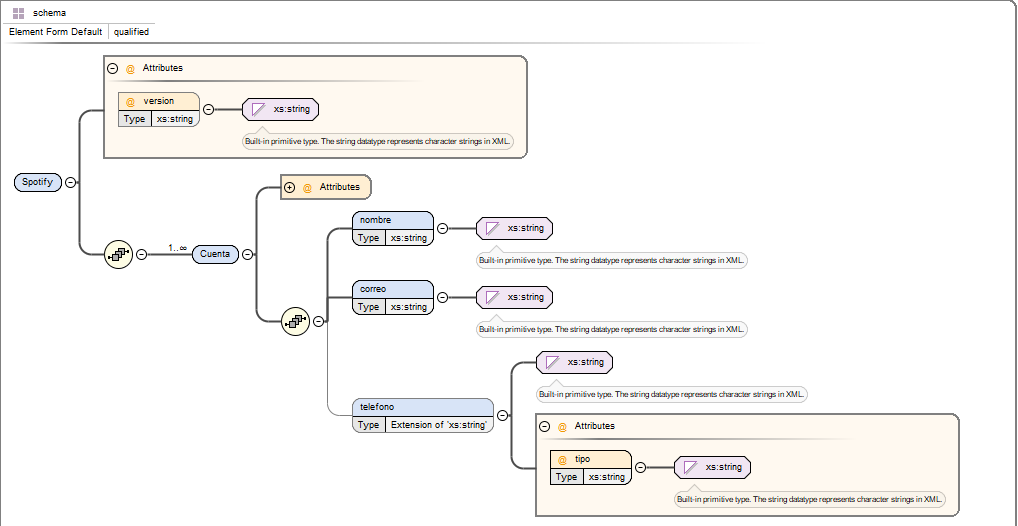 schema
Element Form Default qualified
Attributes
@ version
Type xs:string
xs:string
Built-in primitive type. The string datatype represents character strings in XML.
Spotify
@ Attributes
1..∞
Cuenta
nombre
Type xs:string
xs:string
Built-in primitive type. The string datatype represents character strings in XML.
correo
Type xs:string
xs:string
Built-in primitive type. The string datatype represents character strings in XML.
telefono
Type Extension of 'xs:string'
xs:string
Built-in primitive type. The string datatype represents character strings in XML.
@ Attributes
@ tipo
Type xs:string
xs:string
Built-in primitive type. The string datatype represents character strings in XML.